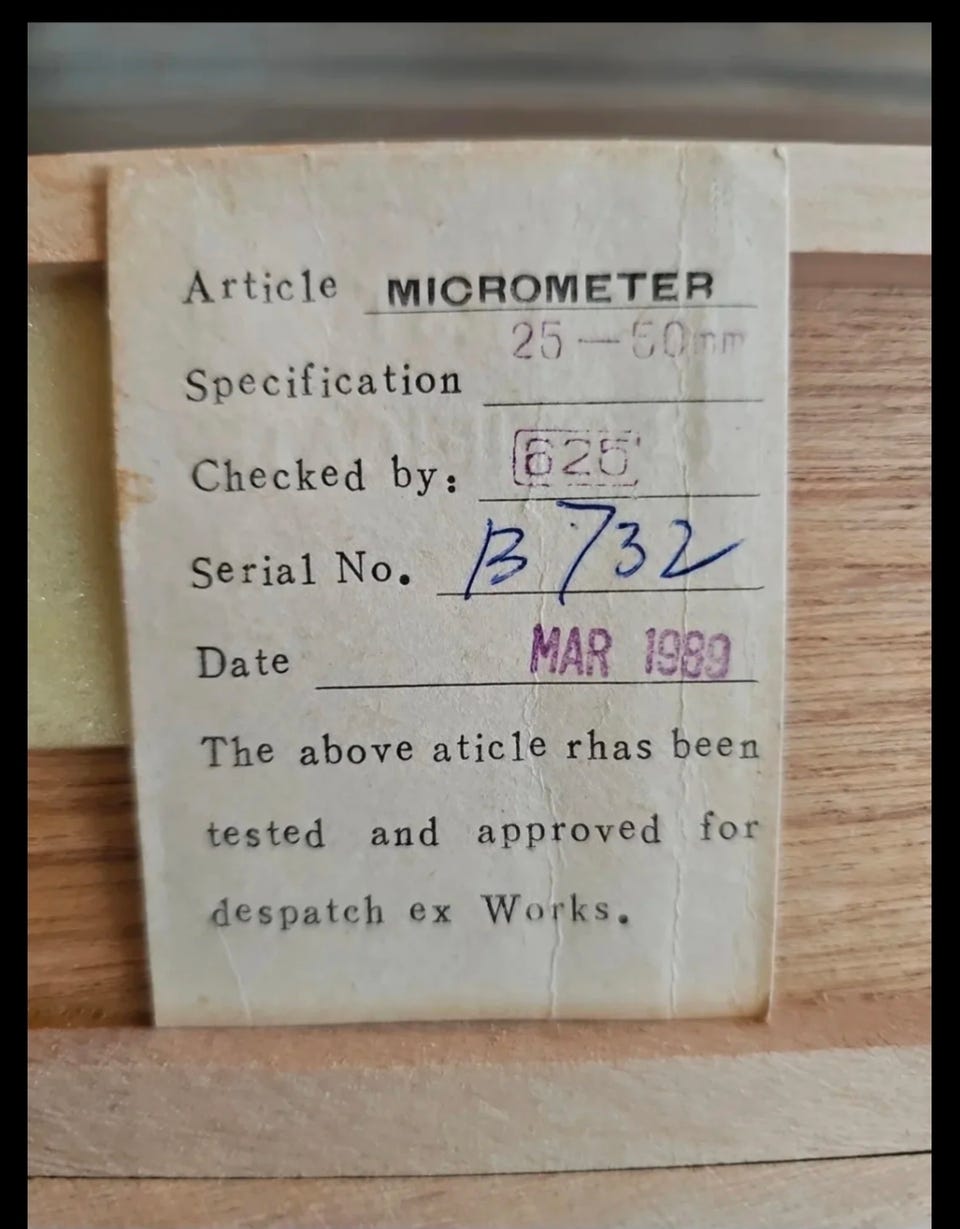 Article MICROMETER
25-50mm
Specification
Checked by: 625
Serial No. B732
Date MAR 1989
The above aticle rhas been
tested and approved for
despatch ex Works.